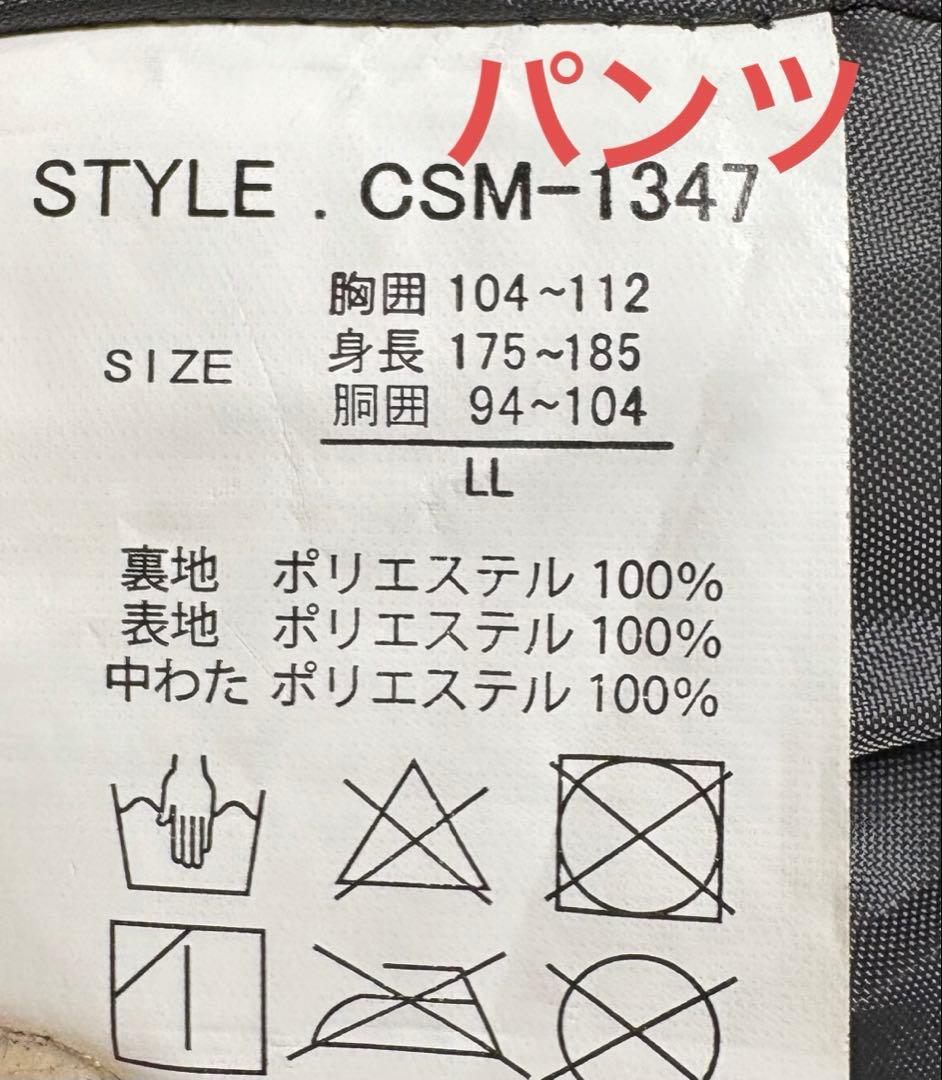 パンツ
STYLE . CSM-1347
胸囲 104~112
SIZE 身長 175~185
胴囲 94~104
LL
裏地 ポリエステル 100%
表地 ポリエステル 100%
中わた ポリエステル 100%